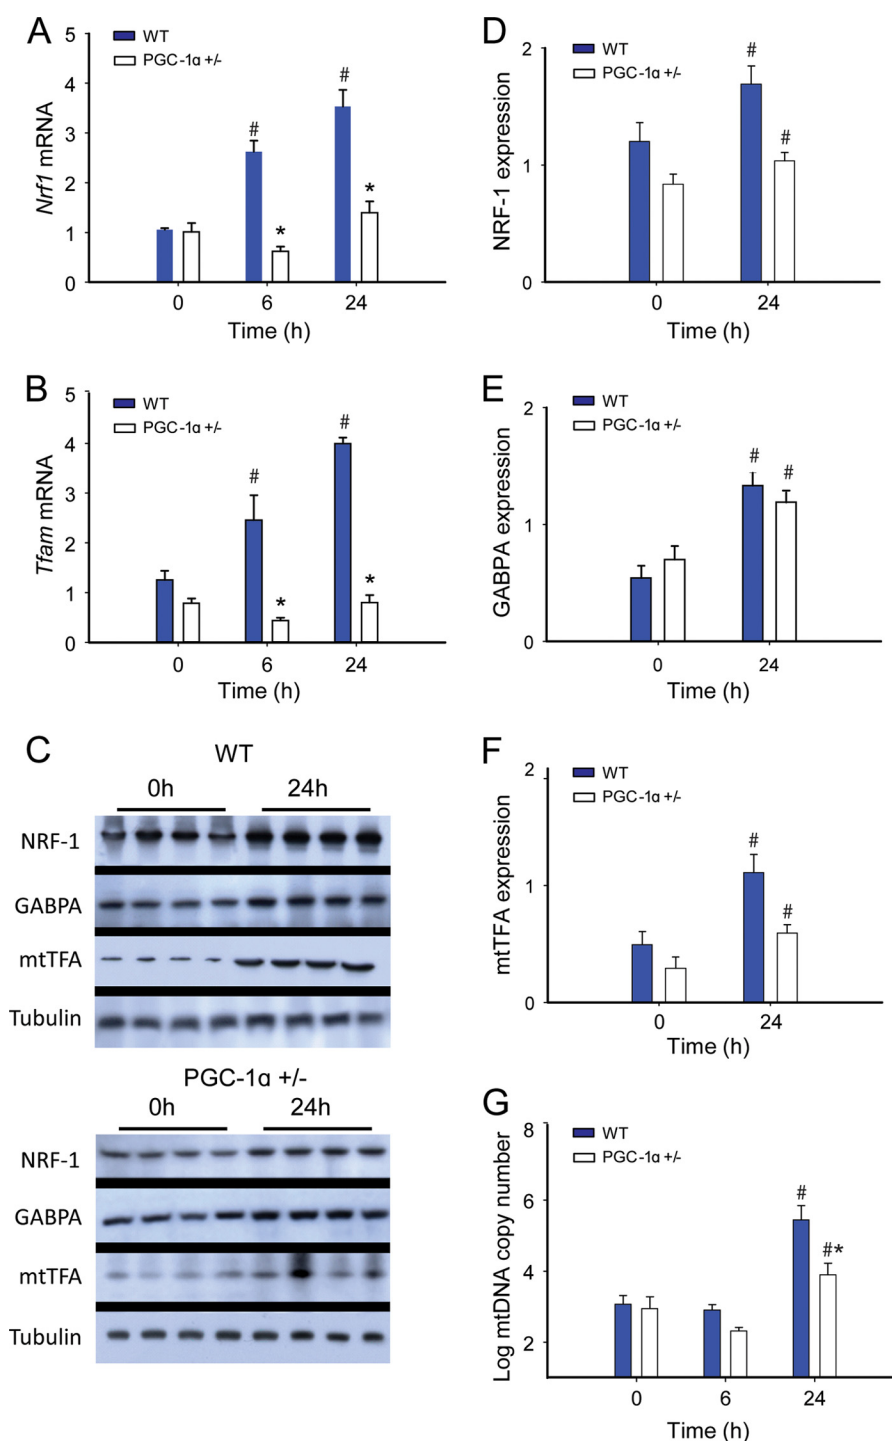 A
WT
PGC-1α +/-
Nrf1 mRNA
5
4
3
2
1
0
#
#
*
*
0 6 24
Time (h)
B
WT
PGC-1α +/-
Tfam mRNA
5
4
3
2
1
0
#
#
*
*
0 6 24
Time (h)
C
WT
0h 24h
NRF-1
GABPA
mtTFA
Tubulin
PGC-1α +/-
0h 24h
NRF-1
GABPA
mtTFA
Tubulin
D
WT
PGC-1α +/-
NRF-1 expression
2
1
0
#
#
0 24
Time (h)
E
WT
PGC-1α +/-
GABPA expression
2
1
0
# #
0 24
Time (h)
F
WT
PGC-1α +/-
mtTFA expression
2
1
0
#
#
0 24
Time (h)
G
WT
PGC-1α +/-
Log mtDNA copy number
8
6
4
2
#
#*
0 6 24
Time (h)